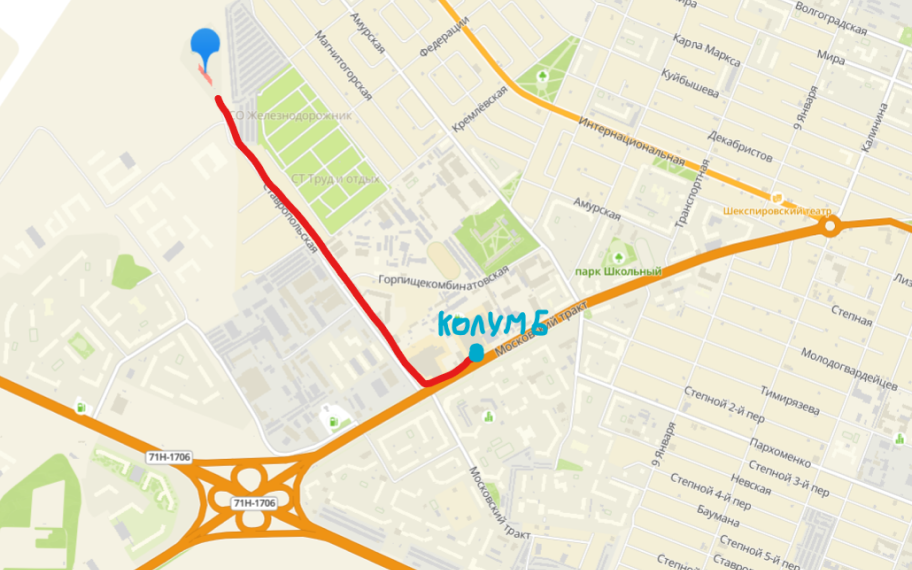 Мира
Волгоградская
Амурская
Федерации
Магнитогорская
Карла Маркса
Мира
Куйбышева
9 Января
Калинина
Кремлёвская
СО Железнодорожник
Интернациональная
Декабристов
СТ Труд и отдых
Транспортная
Ставропольская
Амурская
Шекспировский театр
Горпищекомбинатовская
парк Школьный
КОЛУМБ
Московский тракт
Степная
Молодогвардейцев
Степной 2-й пер
Тимирязева
9 Января
Пархоменко
71Н-1706
Степной 3-й пер
Невская
Степной 4-й пер
71Н-1706
Московский тракт
Баумана
Степной 5-й пер